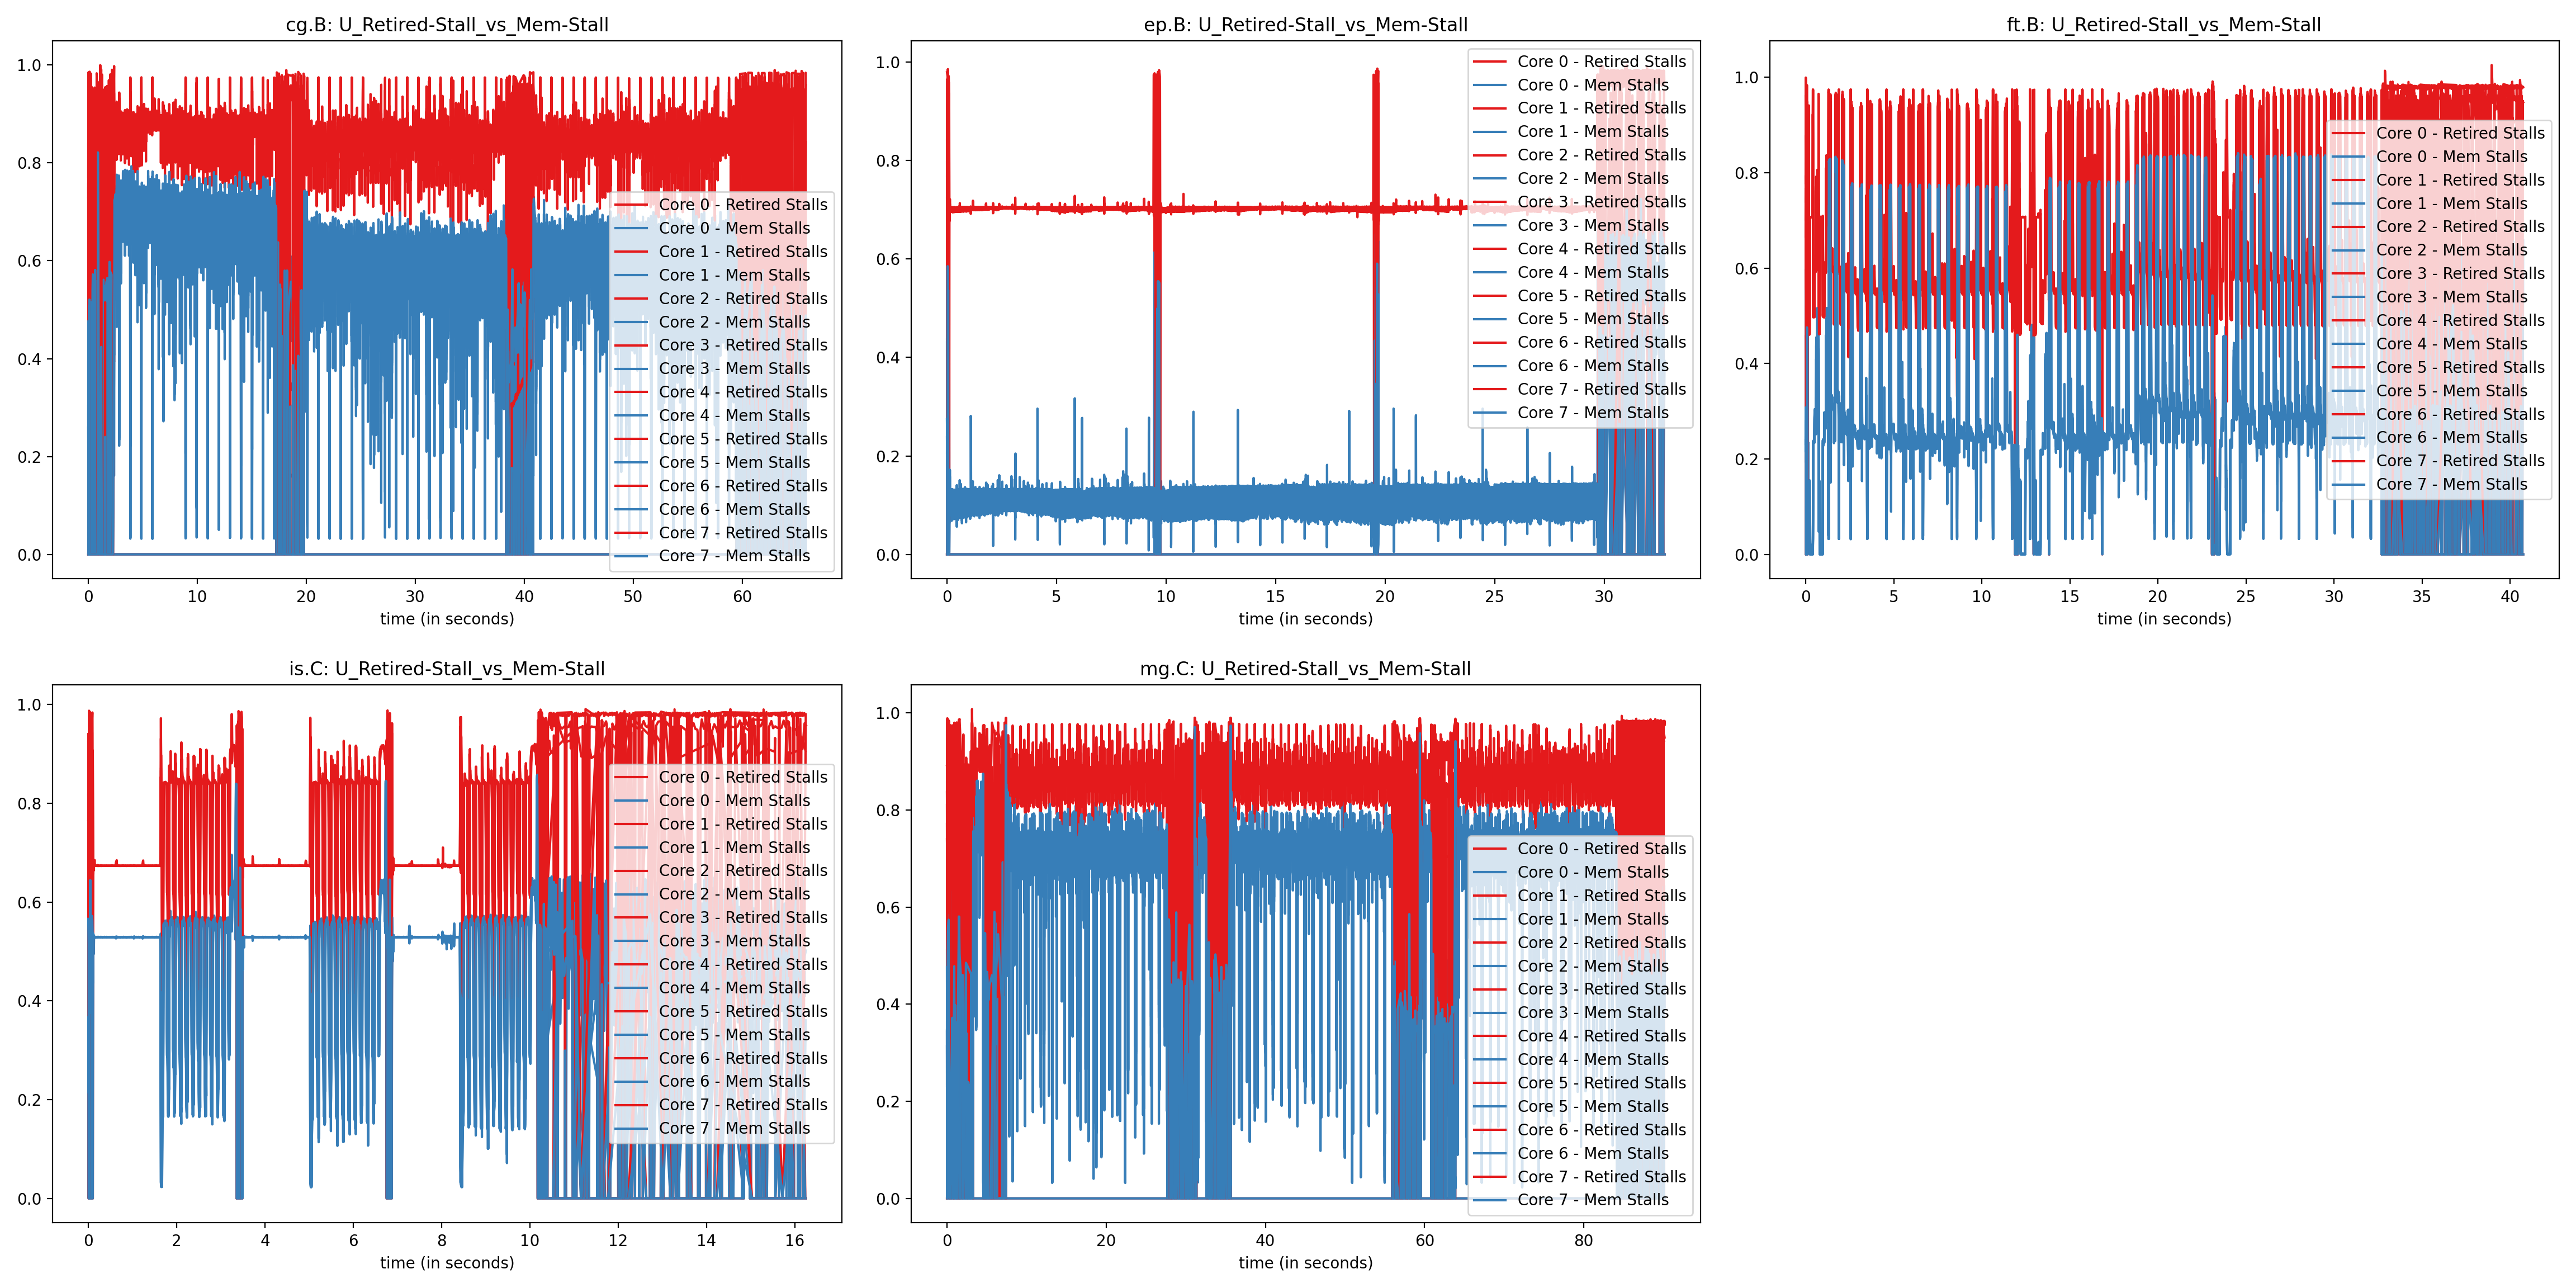 cg.B: U_Retired-Stall_vs_Mem-Stall
1.0
0.8
0.6
0.4
0.2
0.0
0 10 20 30 40 50 60
time (in seconds)
Core 0 - Retired Stalls
Core 0 - Mem Stalls
Core 1 - Retired Stalls
Core 1 - Mem Stalls
Core 2 - Retired Stalls
Core 2 - Mem Stalls
Core 3 - Retired Stalls
Core 3 - Mem Stalls
Core 4 - Retired Stalls
Core 4 - Mem Stalls
Core 5 - Retired Stalls
Core 5 - Mem Stalls
Core 6 - Retired Stalls
Core 6 - Mem Stalls
Core 7 - Retired Stalls
Core 7 - Mem Stalls
ep.B: U_Retired-Stall_vs_Mem-Stall
1.0
0.8
0.6
0.4
0.2
0.0
0 5 10 15 20 25 30
time (in seconds)
Core 0 - Retired Stalls
Core 0 - Mem Stalls
Core 1 - Retired Stalls
Core 1 - Mem Stalls
Core 2 - Retired Stalls
Core 2 - Mem Stalls
Core 3 - Retired Stalls
Core 3 - Mem Stalls
Core 4 - Retired Stalls
Core 4 - Mem Stalls
Core 5 - Retired Stalls
Core 5 - Mem Stalls
Core 6 - Retired Stalls
Core 6 - Mem Stalls
Core 7 - Retired Stalls
Core 7 - Mem Stalls
ft.B: U_Retired-Stall_vs_Mem-Stall
1.0
0.8
0.6
0.4
0.2
0.0
0 5 10 15 20 25 30 35 40
time (in seconds)
Core 0 - Retired Stalls
Core 0 - Mem Stalls
Core 1 - Retired Stalls
Core 1 - Mem Stalls
Core 2 - Retired Stalls
Core 2 - Mem Stalls
Core 3 - Retired Stalls
Core 3 - Mem Stalls
Core 4 - Retired Stalls
Core 4 - Mem Stalls
Core 5 - Retired Stalls
Core 5 - Mem Stalls
Core 6 - Retired Stalls
Core 6 - Mem Stalls
Core 7 - Retired Stalls
Core 7 - Mem Stalls
is.C: U_Retired-Stall_vs_Mem-Stall
1.0
0.8
0.6
0.4
0.2
0.0
0 2 4 6 8 10 12 14 16
time (in seconds)
Core 0 - Retired Stalls
Core 0 - Mem Stalls
Core 1 - Retired Stalls
Core 1 - Mem Stalls
Core 2 - Retired Stalls
Core 2 - Mem Stalls
Core 3 - Retired Stalls
Core 3 - Mem Stalls
Core 4 - Retired Stalls
Core 4 - Mem Stalls
Core 5 - Retired Stalls
Core 5 - Mem Stalls
Core 6 - Retired Stalls
Core 6 - Mem Stalls
Core 7 - Retired Stalls
Core 7 - Mem Stalls
mg.C: U_Retired-Stall_vs_Mem-Stall
1.0
0.8
0.6
0.4
0.2
0.0
0 20 40 60 80
time (in seconds)
Core 0 - Retired Stalls
Core 0 - Mem Stalls
Core 1 - Retired Stalls
Core 1 - Mem Stalls
Core 2 - Retired Stalls
Core 2 - Mem Stalls
Core 3 - Retired Stalls
Core 3 - Mem Stalls
Core 4 - Retired Stalls
Core 4 - Mem Stalls
Core 5 - Retired Stalls
Core 5 - Mem Stalls
Core 6 - Retired Stalls
Core 6 - Mem Stalls
Core 7 - Retired Stalls
Core 7 - Mem Stalls